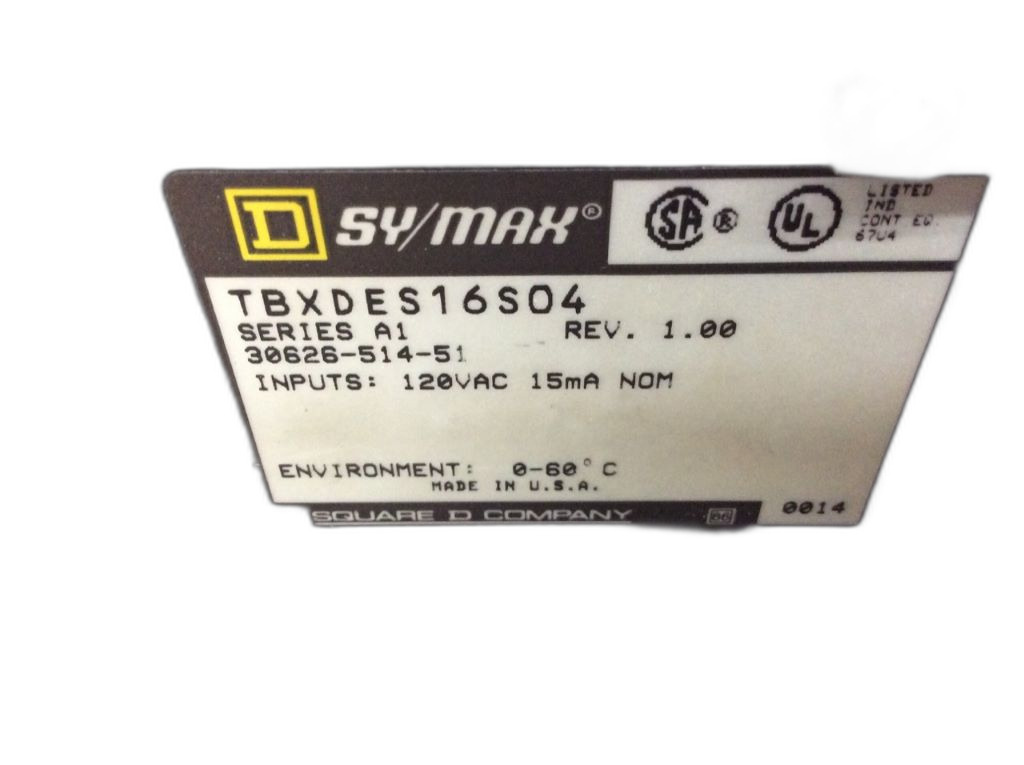 D SY/MAX®
SA ® UL
LISTED
IND
CONT EQ.
67U4
TBXDES16S04
SERIES A1 REV. 1.00
30626-514-51
INPUTS: 120VAC 15mA NOM
ENVIRONMENT: 0-60°C
MADE IN U.S.A.
SQUARE D COMPANY
0014